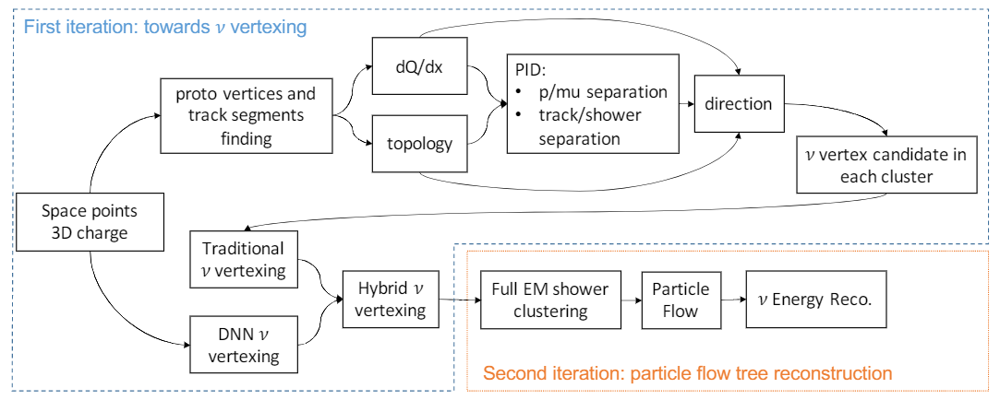 First iteration: towards ν vertexing
dQ/dx
PID:
• p/mu separation
• track/shower
separation
direction
proto vertices and
track segments
finding
topology
ν vertex candidate in
each cluster
Space points
3D charge
Traditional
ν vertexing
Hybrid ν
vertexing
Full EM shower
clustering
Particle
Flow
ν Energy Reco.
DNN ν
vertexing
Second iteration: particle flow tree reconstruction